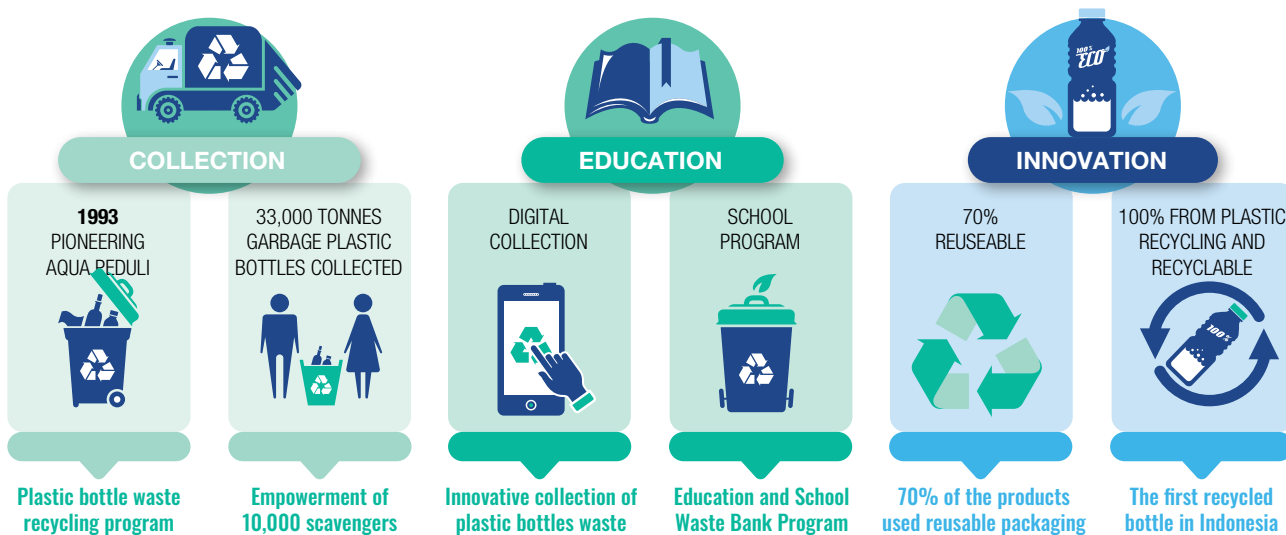 COLLECTION
1993
PIONEERING
AQUA PEDULI
Plastic bottle waste
recycling program
33,000 TONNES
GARBAGE PLASTIC
BOTTLES COLLECTED
Empowerment of
10,000 scavengers
EDUCATION
DIGITAL
COLLECTION
Innovative collection of
plastic bottles waste
SCHOOL
PROGRAM
Education and School
Waste Bank Program
100%
ECO
INNOVATION
70%
REUSEABLE
70% of the products
used reusable packaging
100% FROM PLASTIC
RECYCLING AND
RECYCLABLE
100%
The first recycled
bottle in Indonesia